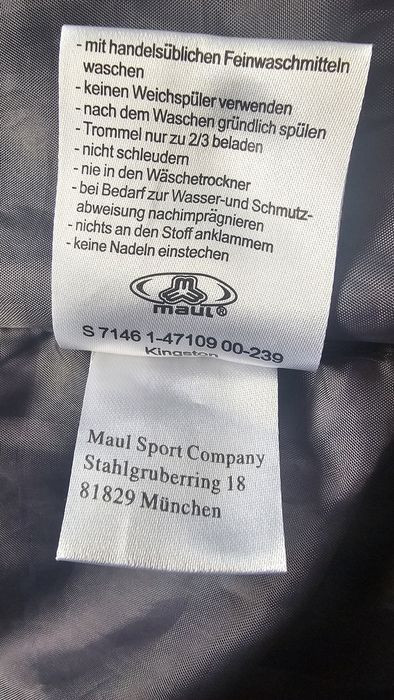 - mit handelsüblichen Feinwaschmitteln
waschen
- keinen Weichspüler verwenden
- nach dem Waschen gründlich spülen
- Trommel nur zu 2/3 beladen
- nicht schleudern
- nie in den Wäschetrockner
- bei Bedarf zur Wasser-und Schmutz-
abweisung nachimprägnieren
- nichts an den Stoff anklammern
- keine Nadeln einstechen
maul®
S 7146 1-47109 00-239
Kingston
Maul Sport Company
Stahlgruberring 18
81829 München